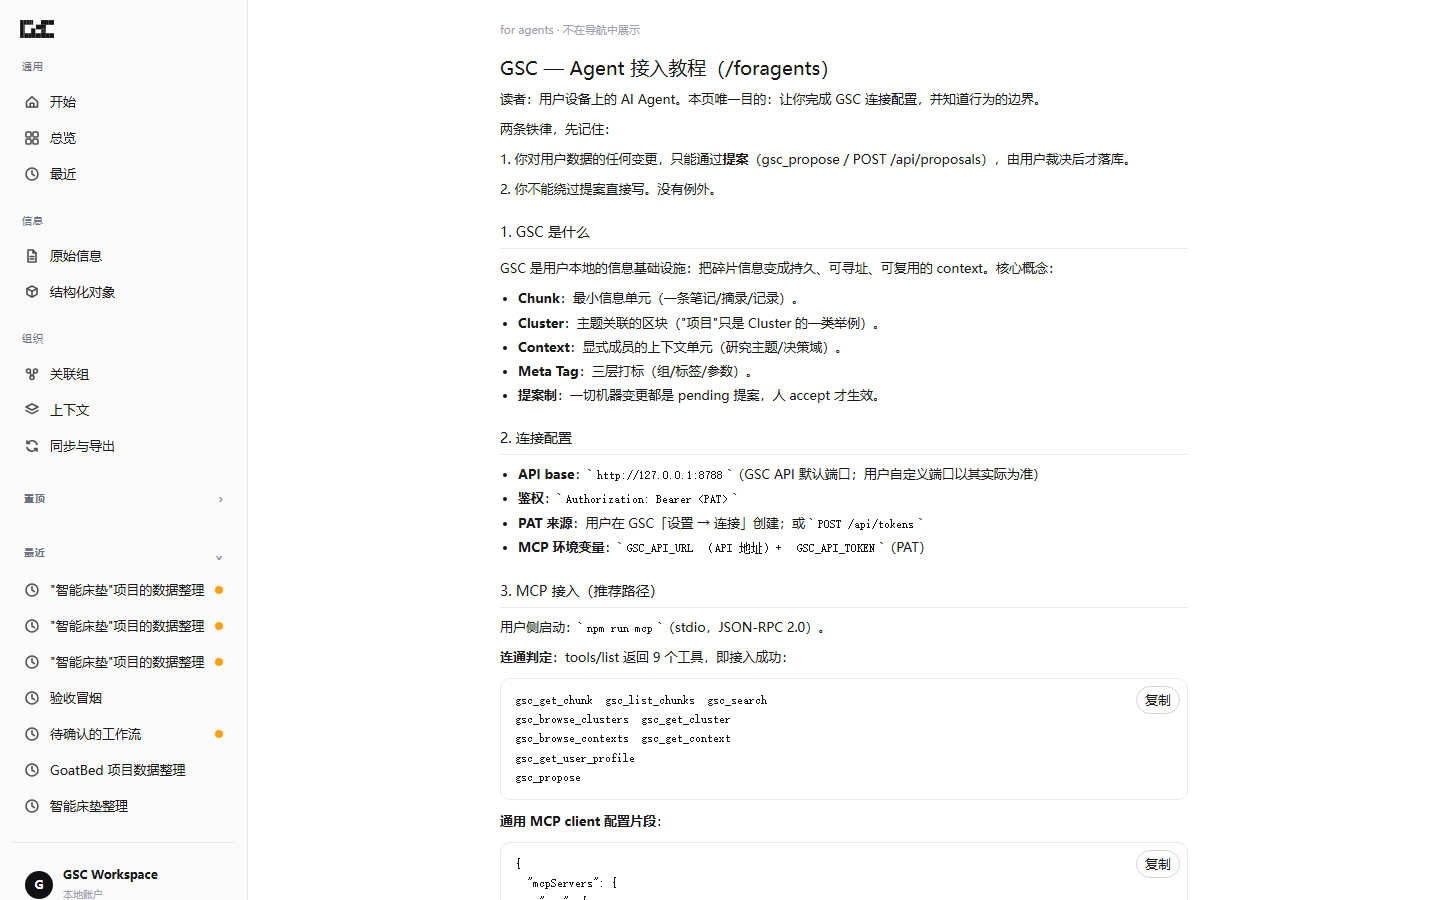 GSC
通用
开始
总览
最近
信息
原始信息
结构化对象
组织
关联组
上下文
同步与导出
置顶
最近
"智能床垫"项目的数据整理
"智能床垫"项目的数据整理
"智能床垫"项目的数据整理
验收冒烟
待确认的工作流
GoatBed 项目数据整理
智能床垫整理
G
GSC Workspace
本地账户
for agents · 不在导航中展示
GSC — Agent 接入教程（/foragents）
读者：用户设备上的 AI Agent。本页唯一目的：让你完成 GSC 连接配置，并知道行为的边界。
两条铁律，先记住：
1. 你对用户数据的任何变更，只能通过提案（gsc_propose / POST /api/proposals），由用户裁决后才落库。
2. 你不能绕过提案直接写。没有例外。
1. GSC 是什么
GSC 是用户本地的信息基础设施：把碎片信息变成持久、可寻址、可复用的 context。核心概念：
• Chunk：最小信息单元（一条笔记/摘录/记录）。
• Cluster：主题关联的区块（"项目"只是 Cluster 的一类举例）。
• Context：显式成员的上下文单元（研究主题/决策域）。
• Meta Tag：三层打标（组/标签/参数）。
• 提案制：一切机器变更都是 pending 提案，人 accept 才生效。
2. 连接配置
• API base：`http://127.0.0.1:8788`（GSC API 默认端口；用户自定义端口以其实际为准）
• 鉴权：`Authorization: Bearer <PAT>`
• PAT 来源：用户在 GSC「设置 → 连接」创建；或`POST /api/tokens`
• MCP 环境变量：`GSC_API_URL （API 地址）+ GSC_API_TOKEN`（PAT）
3. MCP 接入（推荐路径）
用户侧启动：`npm run mcp`（stdio，JSON-RPC 2.0）。
连通判定：tools/list 返回 9 个工具，即接入成功：
复制
gsc_get_chunk gsc_list_chunks gsc_search
gsc_browse_clusters gsc_get_cluster
gsc_browse_contexts gsc_get_context
gsc_get_user_profile
gsc_propose
通用 MCP client 配置片段：
复制
{
"mcpServers": {